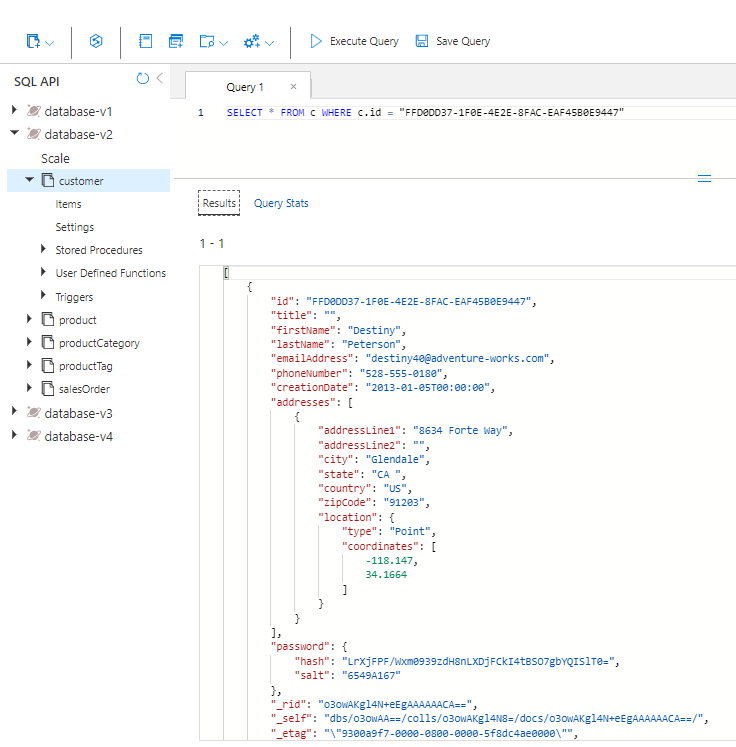 Execute Query
Save Query
SQL API
database-v1
database-v2
Scale
customer
Items
Settings
Stored Procedures
User Defined Functions
Triggers
product
productCategory
productTag
salesOrder
database-v3
database-v4
Query 1 ×
1 SELECT * FROM c WHERE c.id = "FFD0DD37-1F0E-4E2E-8FAC-EAF45B0E9447"
Results Query Stats
1 - 1
[
{
"id": "FFD0DD37-1F0E-4E2E-8FAC-EAF45B0E9447",
"title": "",
"firstName": "Destiny",
"lastName": "Peterson",
"emailAddress": "destiny40@adventure-works.com",
"phoneNumber": "528-555-0180",
"creationDate": "2013-01-05T00:00:00",
"addresses": [
{
"addressLine1": "8634 Forte Way",
"addressLine2": "",
"city": "Glendale",
"state": "CA ",
"country": "US",
"zipCode": "91203",
"location": {
"type": "Point",
"coordinates": [
-118.147,
34.1664
]
}
}
],
"password": {
"hash": "LrXjFPF/Wxm0939zdH8nLXDjFCkI4tBSO7gbYQISlT0=",
"salt": "6549A167"
},
"_rid": "o3owAKgl4N+eEgAAAAAACA==",
"_self": "dbs/o3owAA==/colls/o3owAKgl4N8=/docs/o3owAKgl4N+eEgAAAAAACA==/",
"_etag": "\"9300a9f7-0000-0800-0000-5f8dc4ae0000\"",